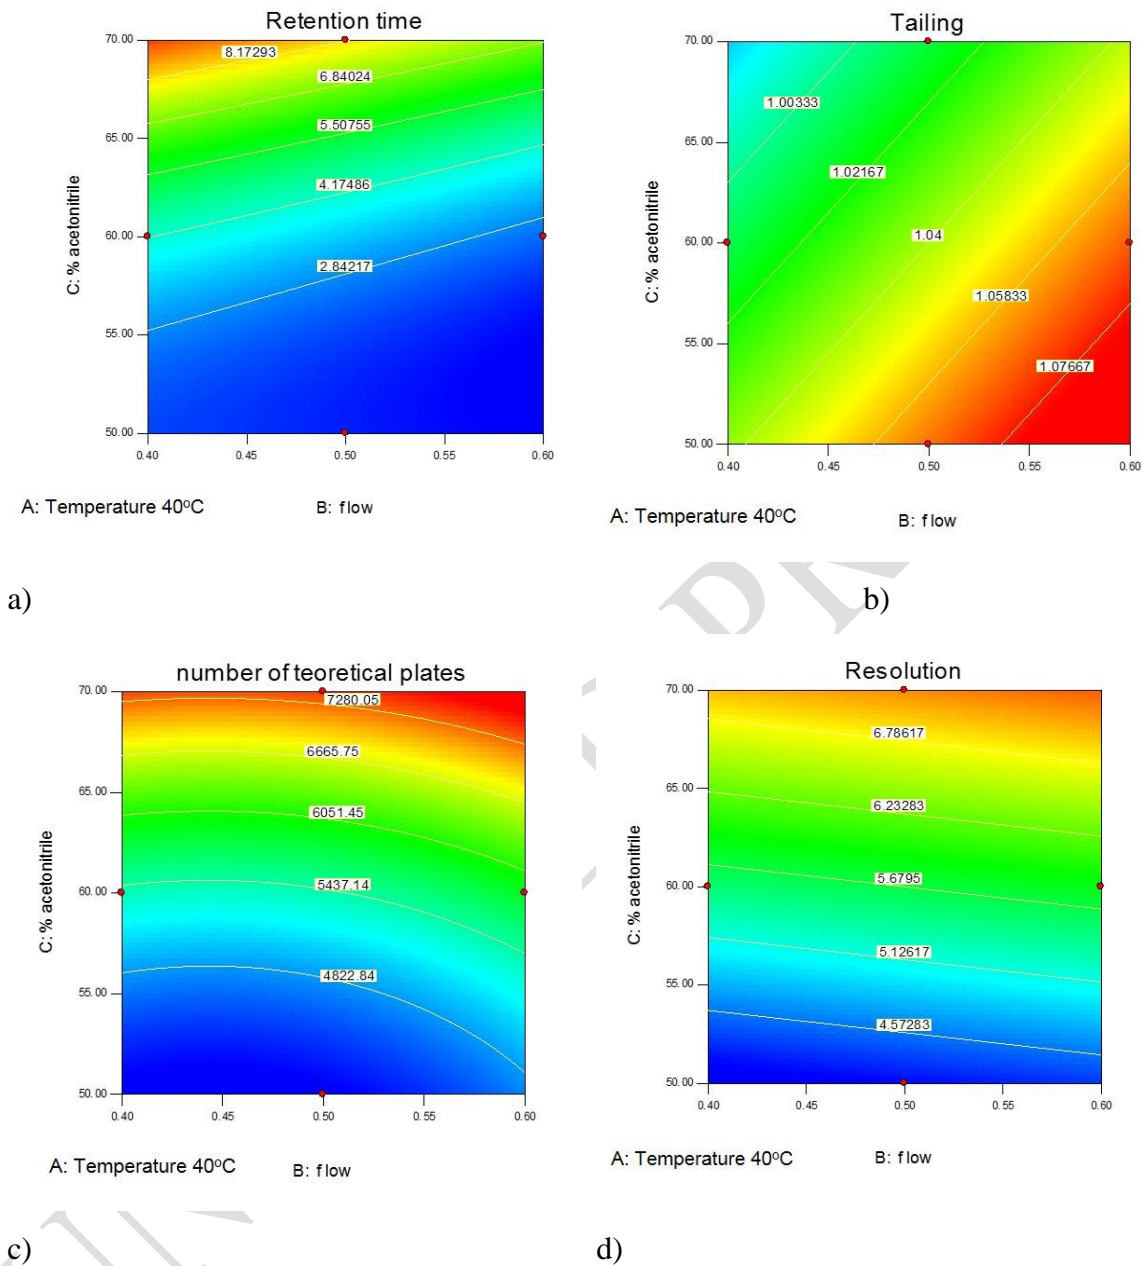 Retention time
C: % acetonitrile
70.00
65.00
60.00
55.00
50.00
8.17293
6.84024
5.50755
4.17486
2.84217
0.40 0.45 0.50 0.55 0.60
A: Temperature 40°C B: flow
a)
Tailing
C: % acetonitrile
70.00
65.00
60.00
55.00
50.00
1.00333
1.02167
1.04
1.05833
1.07667
0.40 0.45 0.50 0.55 0.60
A: Temperature 40°C B: flow
b)
number of teoretical plates
C: % acetonitrile
70.00
65.00
60.00
55.00
50.00
7280.05
6665.75
6051.45
5437.14
4822.84
0.40 0.45 0.50 0.55 0.60
A: Temperature 40°C B: flow
c)
Resolution
C: % acetonitrile
70.00
65.00
60.00
55.00
50.00
6.78617
6.23283
5.6795
5.12617
4.57283
0.40 0.45 0.50 0.55 0.60
A: Temperature 40°C B: flow
d)